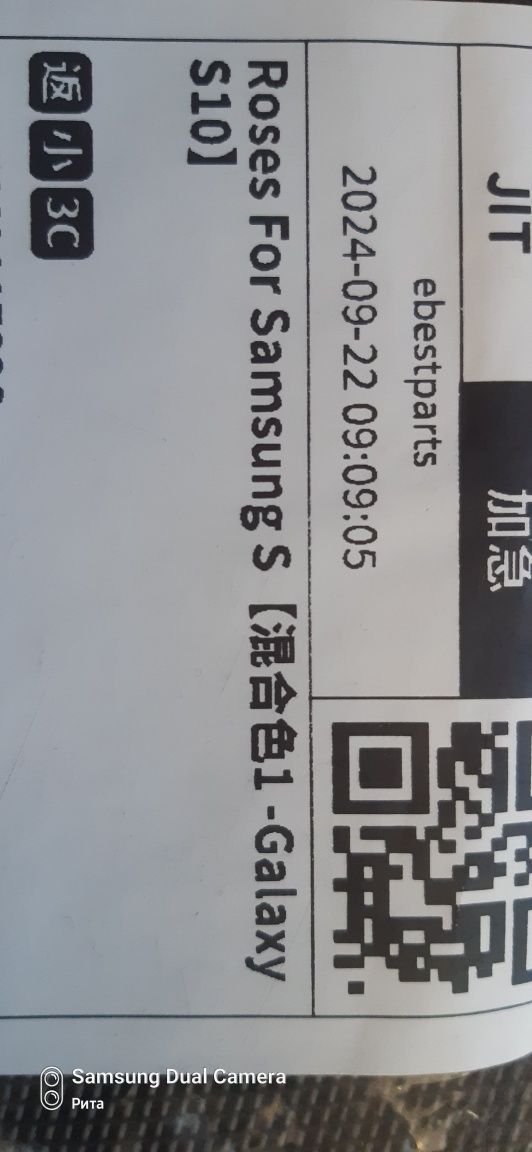 JIT
加急
ebestparts
2024-09-22 09:09:05
Roses For Samsung S【混合色1 -Galaxy
S10】
返 小 3C
Samsung Dual Camera
Рита